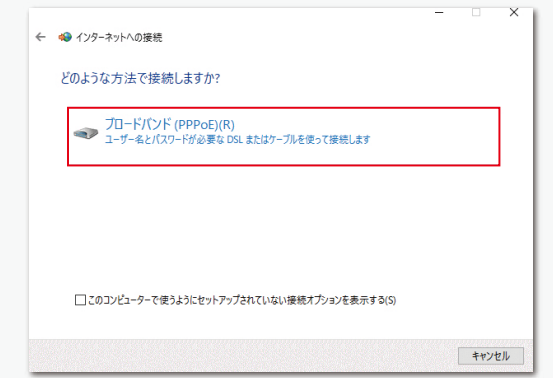 インターネットへの接続
どのような方法で接続しますか?
ブロードバンド (PPPoE)(R)
ユーザー名とパスワードが必要な DSL またはケーブルを使って接続します
このコンピューターで使うようにセットアップされていない接続オプションを表示する(S)
キャンセル